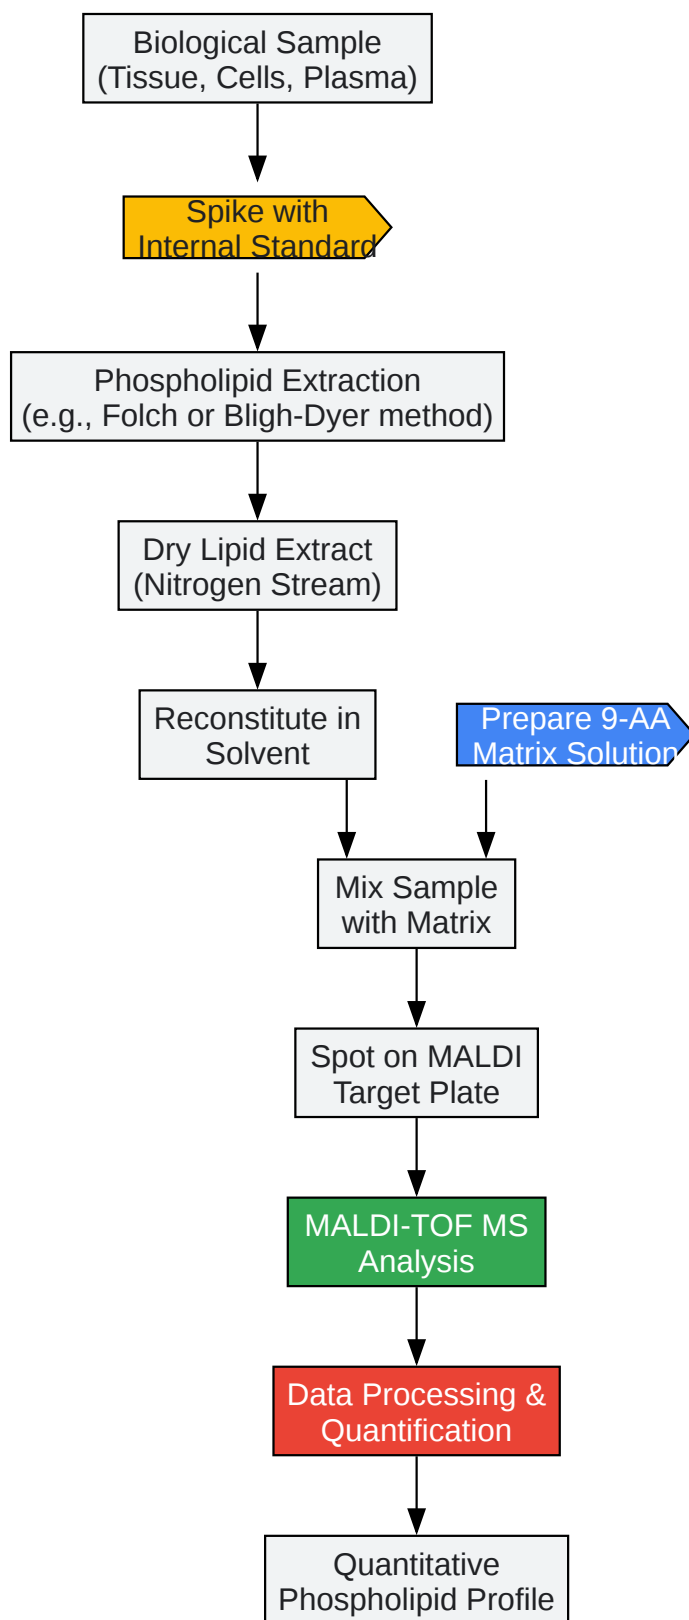 Biological Sample
(Tissue, Cells, Plasma)
Spike with
Internal Standard
Phospholipid Extraction
(e.g., Folch or Bligh-Dyer method)
Dry Lipid Extract
(Nitrogen Stream)
Reconstitute in
Solvent
Prepare 9-AA
Matrix Solution
Mix Sample
with Matrix
Spot on MALDI
Target Plate
MALDI-TOF MS
Analysis
Data Processing &
Quantification
Quantitative
Phospholipid Profile